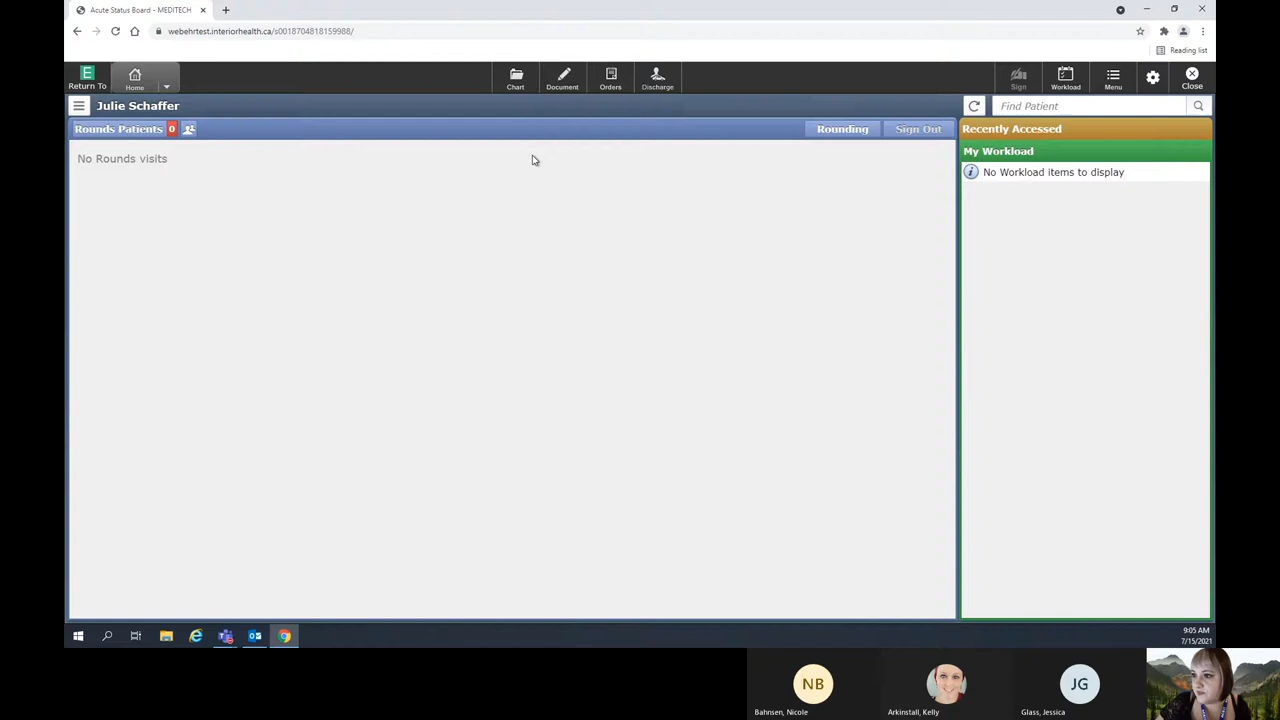 Acute Status Board - MEDITECH
webehrtest.interiorhealth.ca/s0018704818159988/
Reading list
E
Return To
Home
Chart
Document
Orders
Discharge
Sign
Workload
Menu
Close
Julie Schaffer
Find Patient
Rounds Patients 0
Rounding
Sign Out
Recently Accessed
No Rounds visits
My Workload
No Workload items to display
9:05 AM
7/15/2021
NB
JG
Bahnsen, Nicole
Arkinstall, Kelly
Glass, Jessica